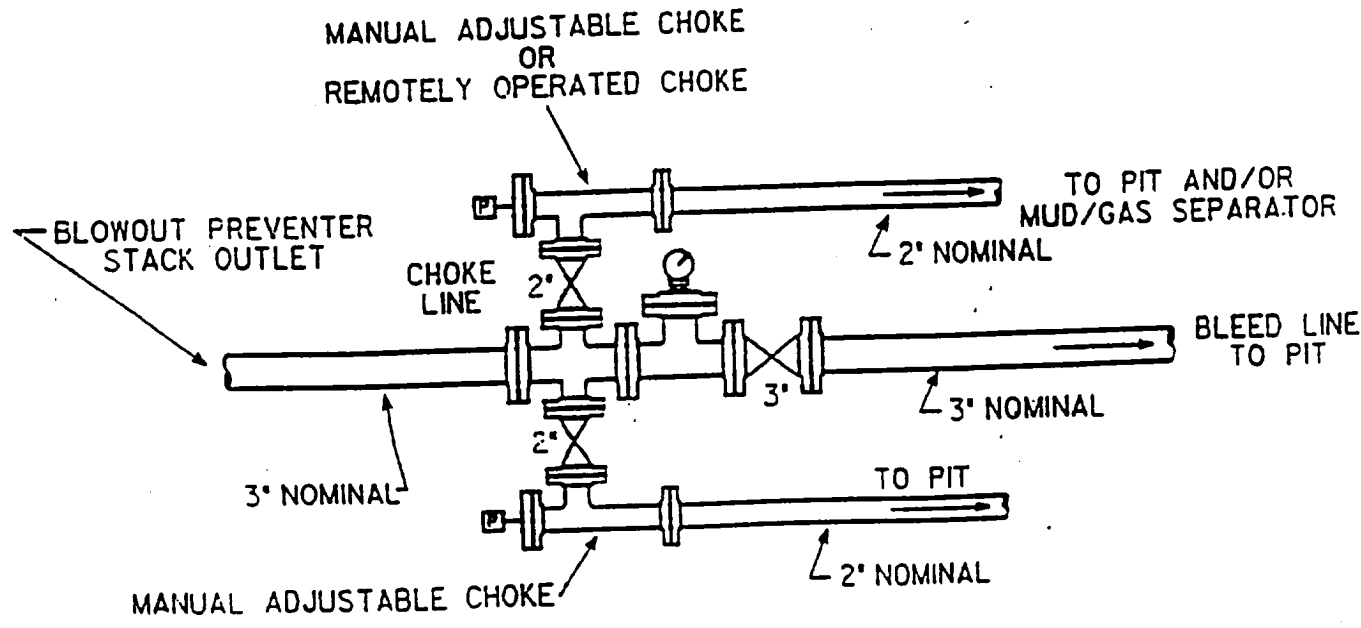 MANUAL ADJUSTABLE CHOKE
OR
REMOTELY OPERATED CHOKE
P
TO PIT AND/OR
MUD/GAS SEPARATOR
BLOWOUT PREVENTER
STACK OUTLET
2" NOMINAL
CHOKE
LINE
2"
BLEED LINE
TO PIT
3"
3" NOMINAL
2"
3" NOMINAL
TO PIT
P
2" NOMINAL
MANUAL ADJUSTABLE CHOKE